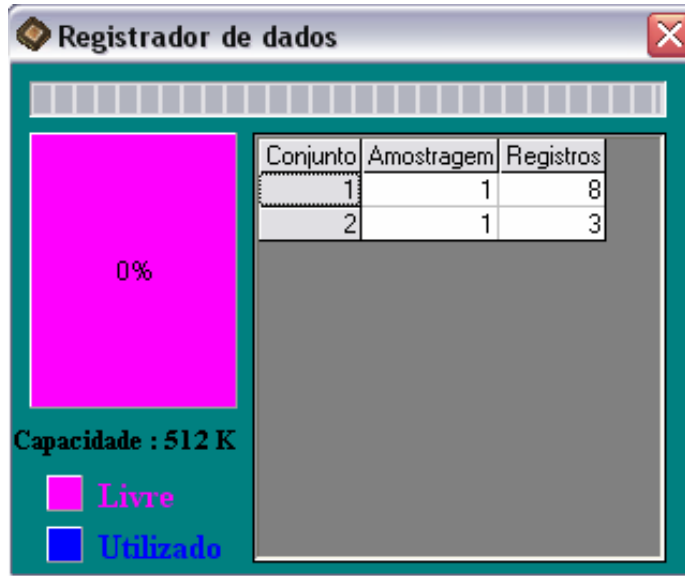 Registrador de dados
Conjunto Amostragem Registros
1 1 8
2 1 3
0%
Capacidade : 512 K
Livre
Utilizado